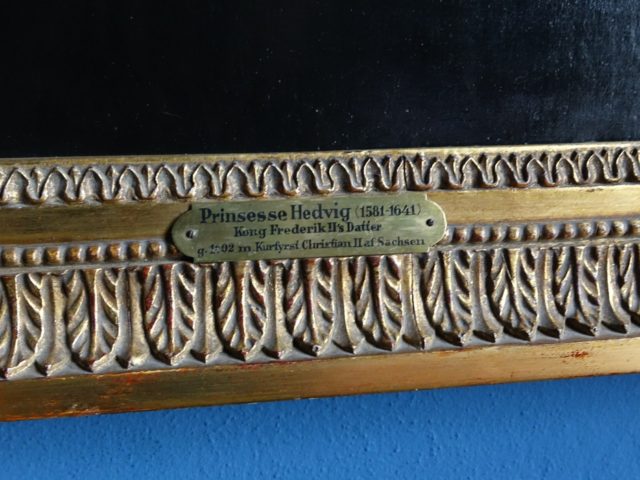 Prinsesse Hedvig (1581-1641)
Kong Frederik II's Datter
g. 1602 m. Kurfyrst Christian II af Sachsen